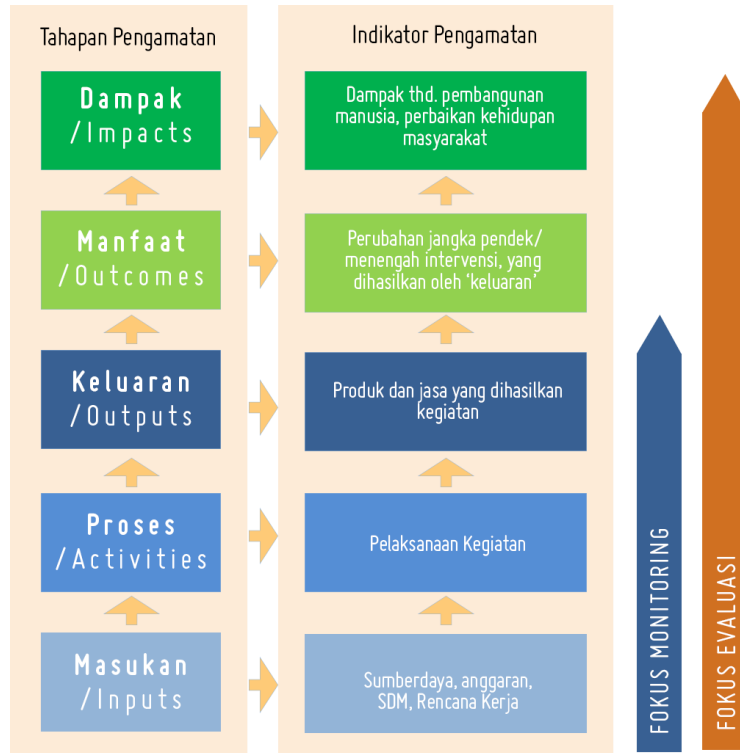 Tahapan Pengamatan
Indikator Pengamatan
Dampak
/Impacts
Dampak thd. pembangunan
manusia, perbaikan kehidupan
masyarakat
Manfaat
/Outcomes
Perubahan jangka pendek/
menengah intervensi, yang
dihasilkan oleh ‘keluaran’
Keluaran
/Outputs
Produk dan jasa yang dihasilkan
kegiatan
Proses
/Activities
Pelaksanaan Kegiatan
Masukan
/Inputs
Sumberdaya, anggaran,
SDM, Rencana Kerja
FOKUS MONITORING
FOKUS EVALUASI